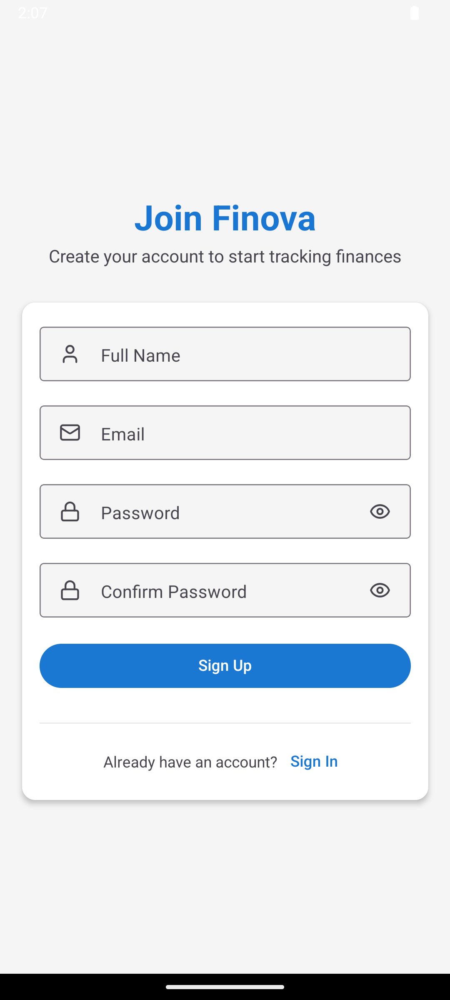 2:07
Join Finova
Create your account to start tracking finances
Full Name
Email
Password
Confirm Password
Sign Up
Already have an account? Sign In